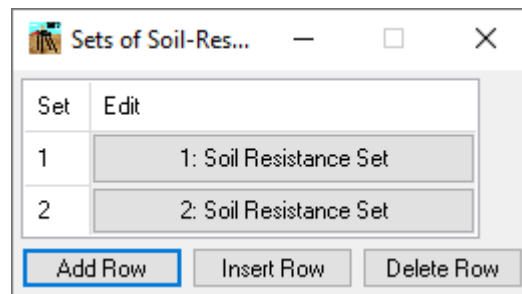 Sets of Soil-Res...
Set Edit
1 1: Soil Resistance Set
2 2: Soil Resistance Set
Add Row Insert Row Delete Row